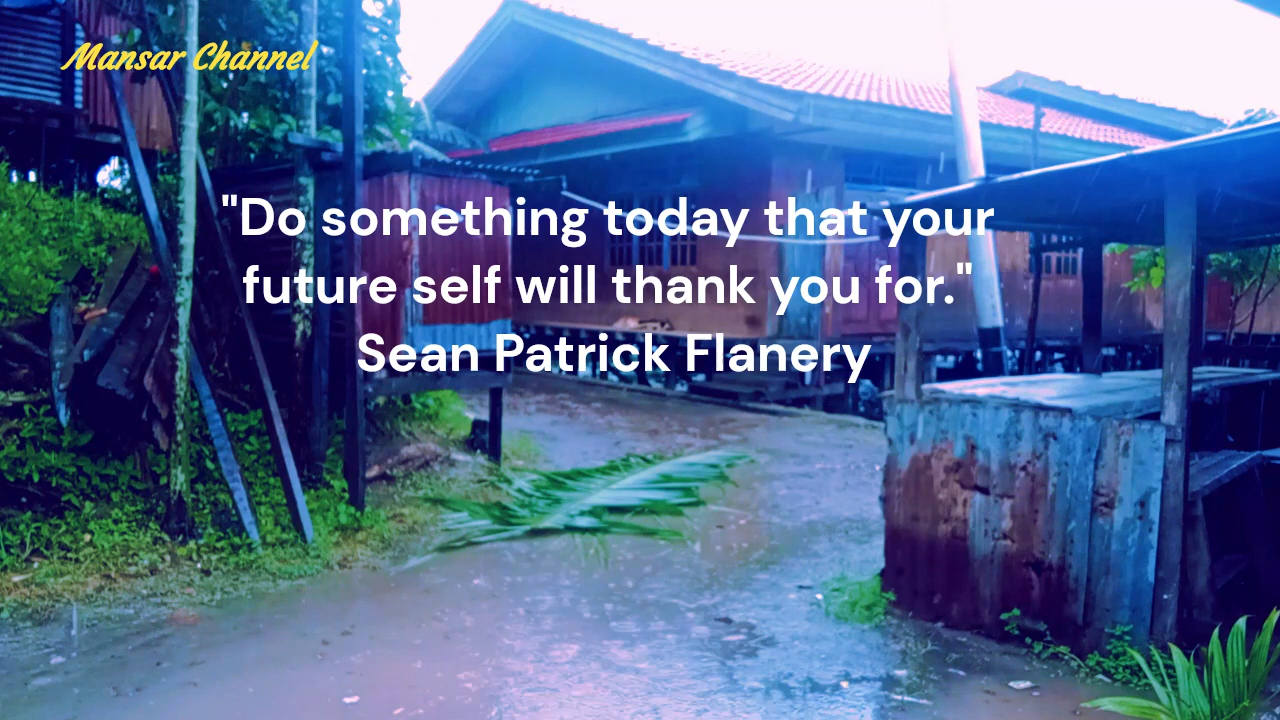 Mansar Channel
"Do something today that your
future self will thank you for."
Sean Patrick Flanery